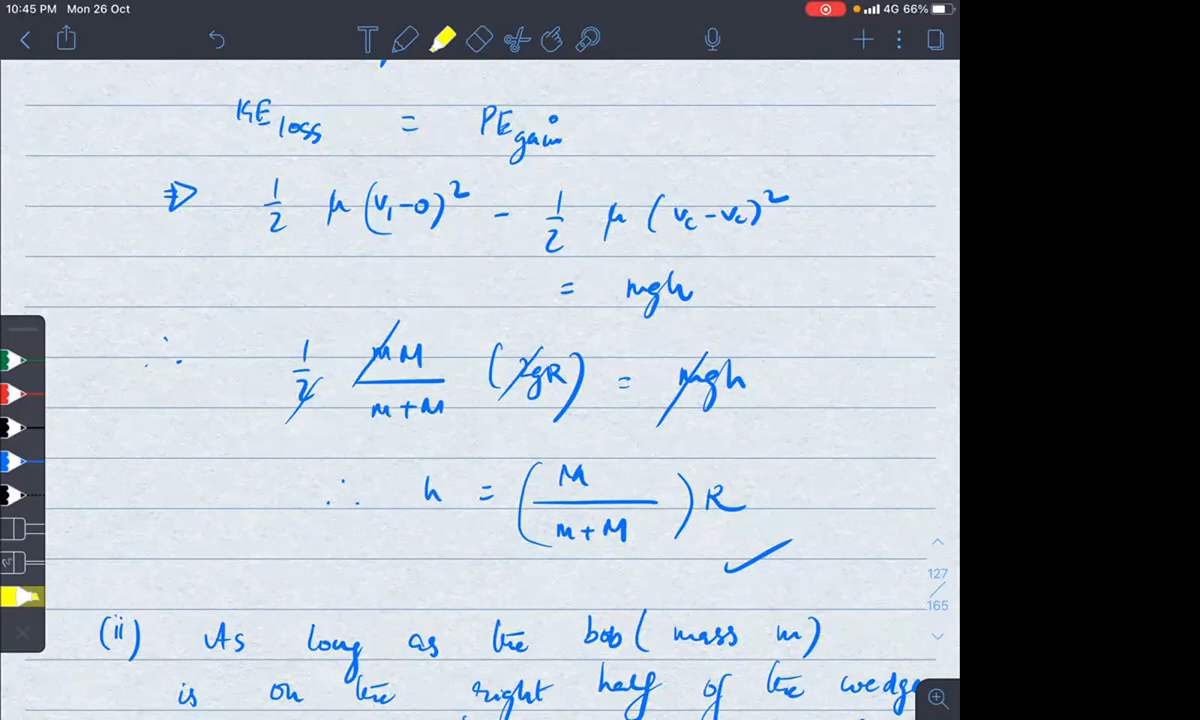 10:45 PM Mon 26 Oct
4G 66%
KE loss = PE gain
⇒ 1/2 μ (v₁-0)² - 1/2 μ (v_c - v_c)²
= mgh
∴ 1/2 mM/(m+M) (2gR) = mgh
∴ h = (M/(m+M)) R
127
/
165
(ii) As long as the bob (mass m)
is on the right half of the wedge